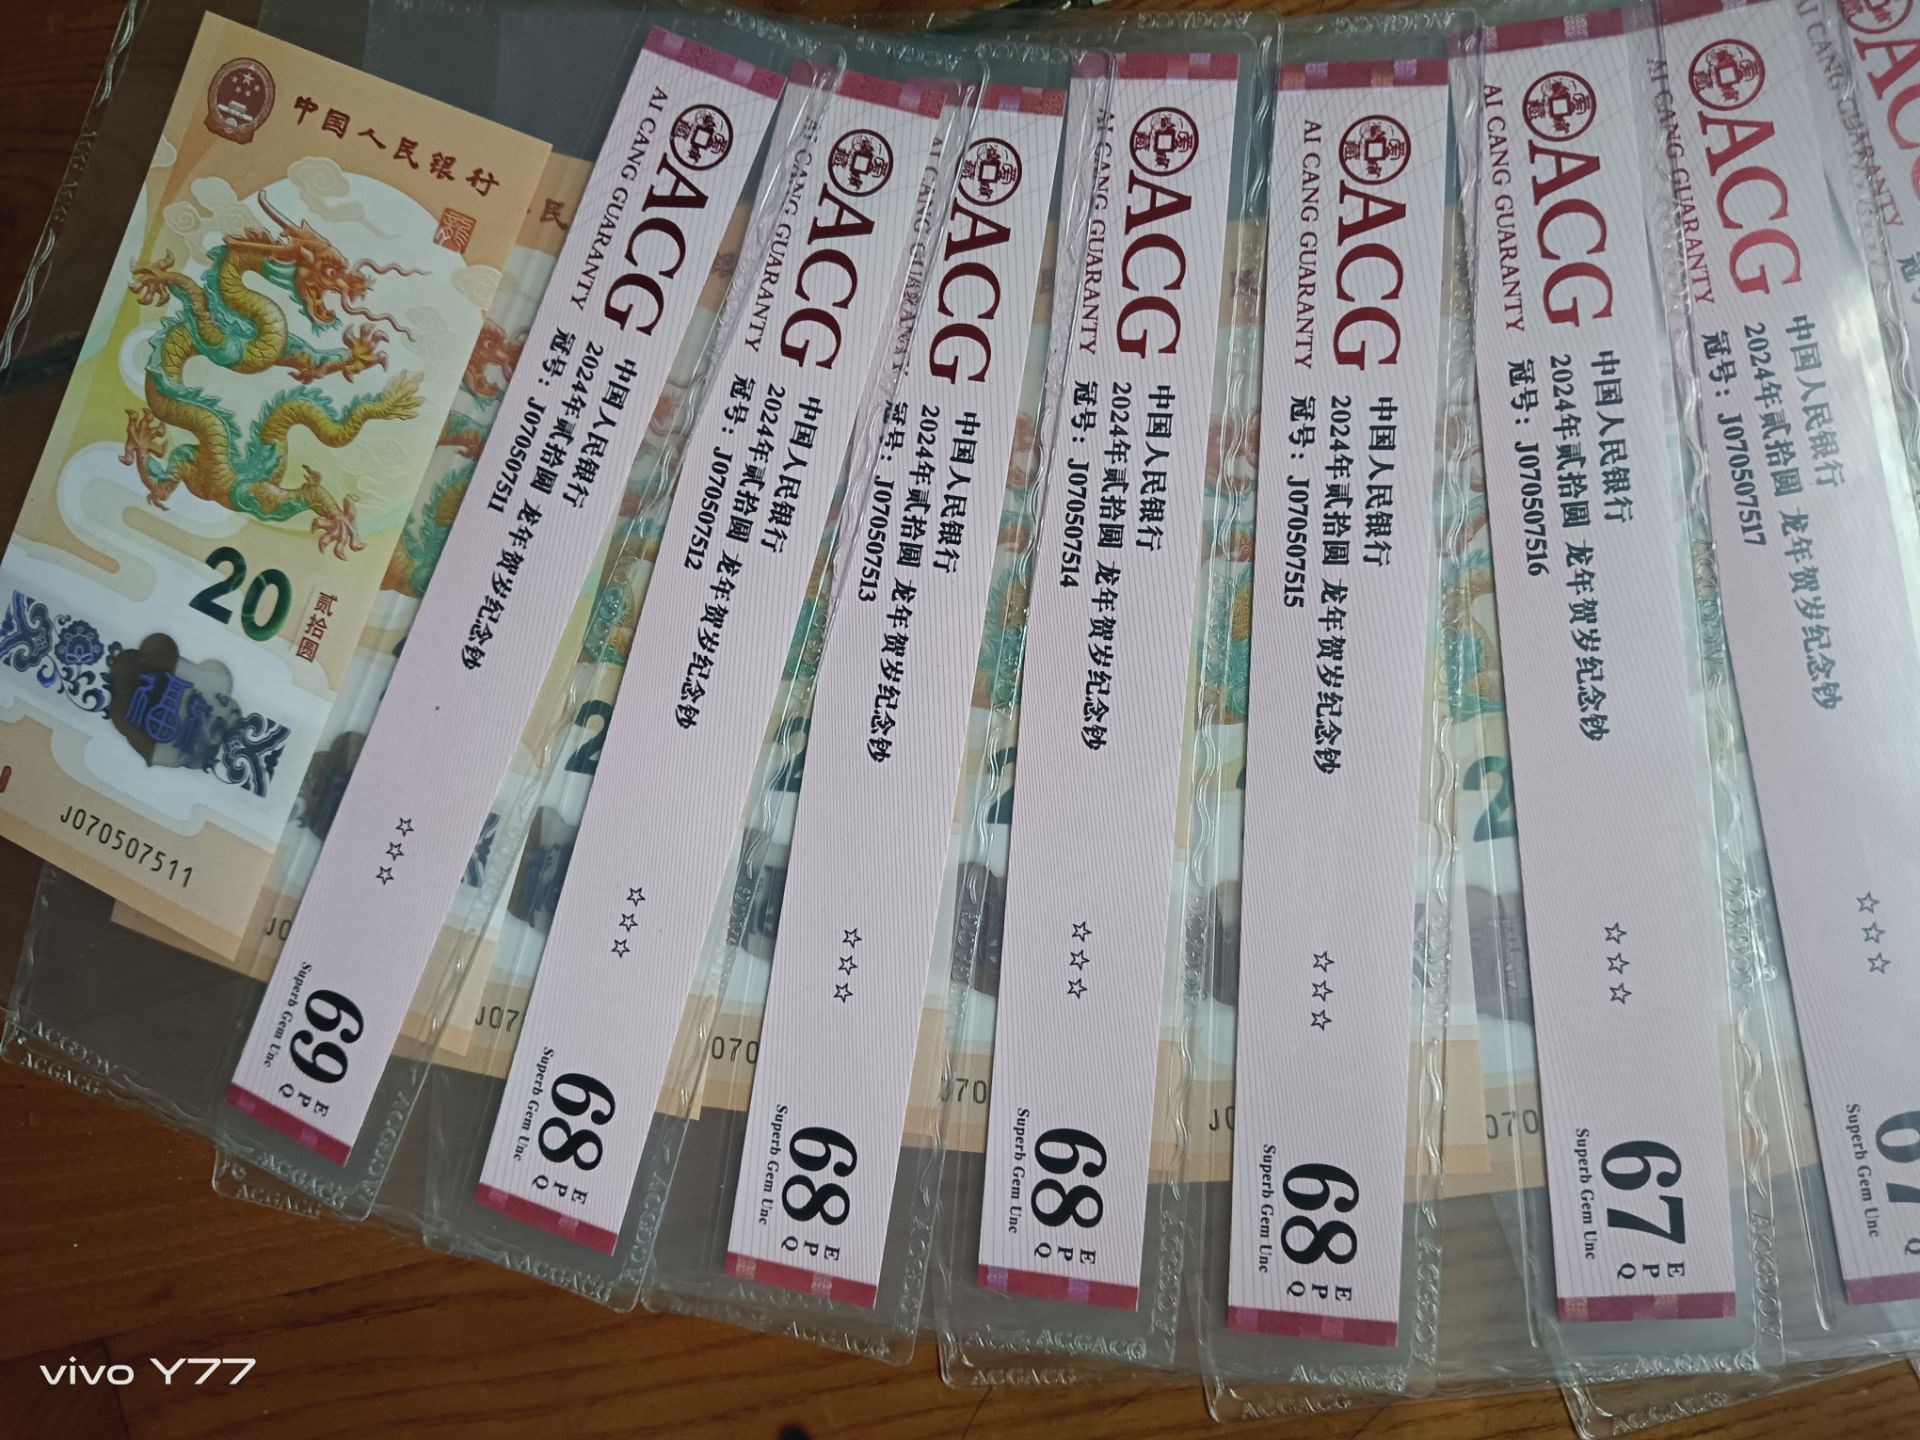 中国人民银行
20
贰拾圆
J070507511
ACG
AI CANG GUARANTY
中国人民银行
2024年贰拾圆 龙年贺岁纪念钞
冠号：J070507511
☆☆☆
69
EPQ
Superb Gem Unc
ACG
AI CANG GUARANTY
中国人民银行
2024年贰拾圆 龙年贺岁纪念钞
冠号：J070507512
☆☆☆
68
EPQ
Superb Gem Unc
ACG
AI CANG GUARANTY
中国人民银行
2024年贰拾圆 龙年贺岁纪念钞
冠号：J070507513
☆☆☆
68
EPQ
Superb Gem Unc
ACG
AI CANG GUARANTY
中国人民银行
2024年贰拾圆 龙年贺岁纪念钞
冠号：J070507514
☆☆☆
68
EPQ
Superb Gem Unc
ACG
AI CANG GUARANTY
中国人民银行
2024年贰拾圆 龙年贺岁纪念钞
冠号：J070507515
☆☆☆
68
EPQ
Superb Gem Unc
ACG
AI CANG GUARANTY
中国人民银行
2024年贰拾圆 龙年贺岁纪念钞
冠号：J070507516
☆☆☆
67
EPQ
Superb Gem Unc
ACG
AI CANG GUARANTY
中国人民银行
2024年贰拾圆 龙年贺岁纪念钞
冠号：J070507517
☆☆☆
67
Superb Gem Unc
AI CANG GUARANTY
vivo Y77